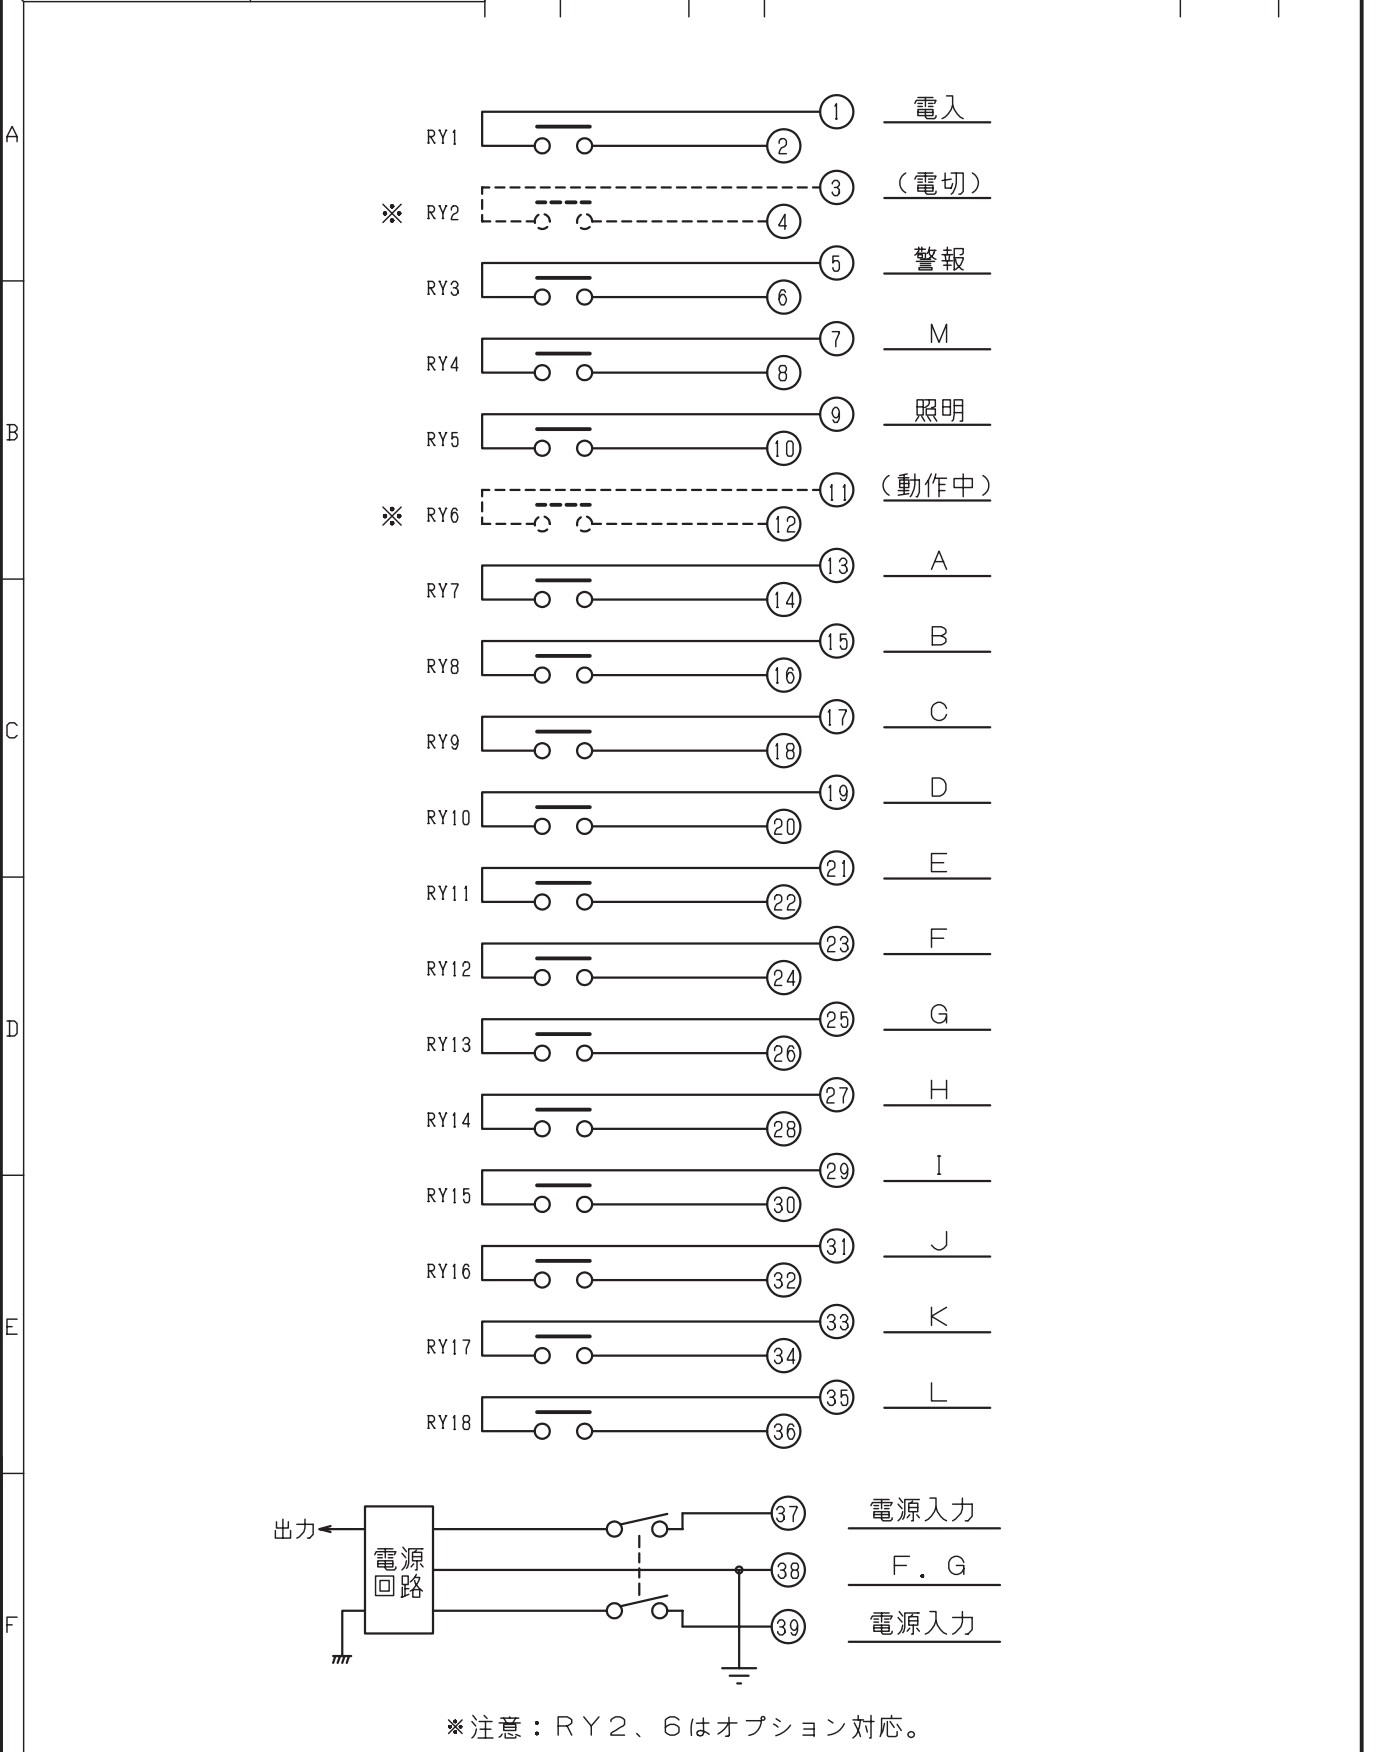 ① 電入
A RY1 ②
③ (電切)
※ RY2 ④
⑤ 警報
RY3 ⑥
⑦ M
RY4 ⑧
⑨ 照明
B RY5 ⑩
⑪ (動作中)
※ RY6 ⑫
⑬ A
RY7 ⑭
⑮ B
RY8 ⑯
⑰ C
C RY9 ⑱
⑲ D
RY10 ⑳
㉑ E
RY11 ㉒
㉓ F
RY12 ㉔
㉕ G
D RY13 ㉖
㉗ H
RY14 ㉘
㉙ I
RY15 ㉚
㉛ J
RY16 ㉜
㉝ K
E RY17 ㉞
㉟ L
RY18 ㊱
㊲ 電源入力
出力
電源
回路
㊳ F.G
F ㊴ 電源入力
※注意：RY2、6はオプション対応。